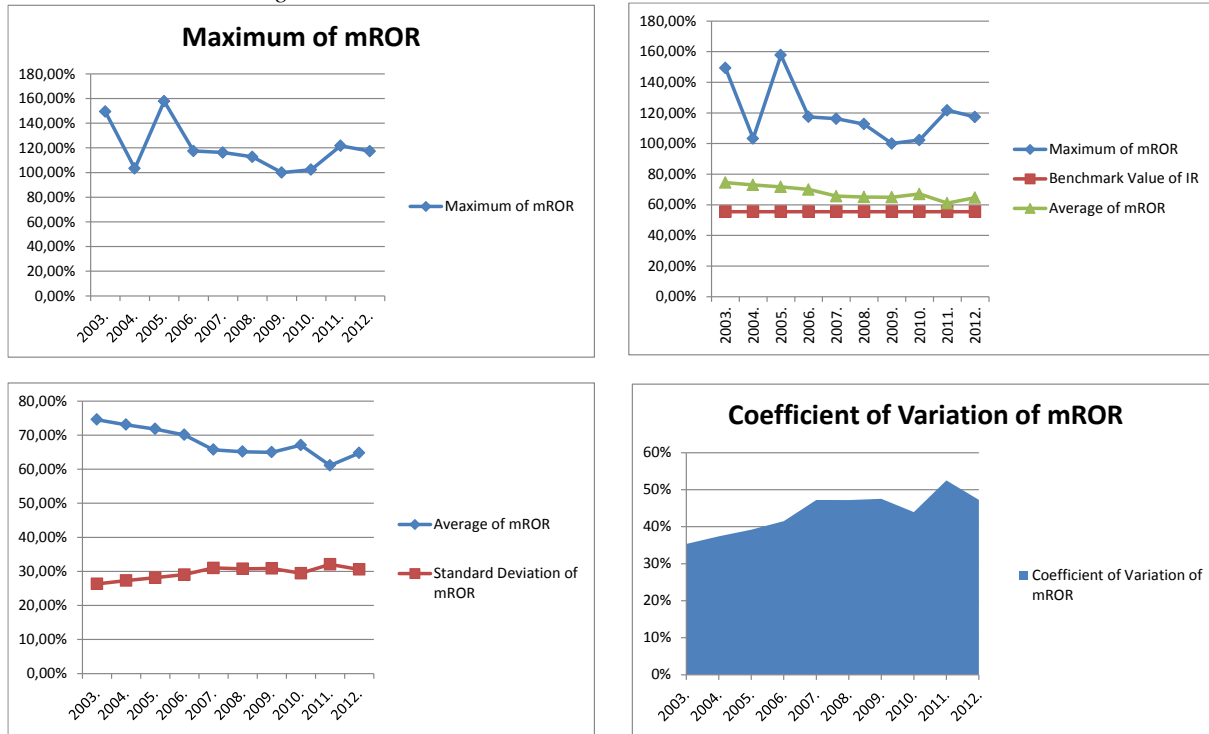 Maximum of mROR
180,00%
160,00%
140,00%
120,00%
100,00%
80,00%
60,00%
40,00%
20,00%
0,00%
2003. 2004. 2005. 2006. 2007. 2008. 2009. 2010. 2011. 2012.
Maximum of mROR
180,00%
160,00%
140,00%
120,00%
100,00%
80,00%
60,00%
40,00%
20,00%
0,00%
2003. 2004. 2005. 2006. 2007. 2008. 2009. 2010. 2011. 2012.
Maximum of mROR
Benchmark Value of IR
Average of mROR
80,00%
70,00%
60,00%
50,00%
40,00%
30,00%
20,00%
10,00%
0,00%
2003. 2004. 2005. 2006. 2007. 2008. 2009. 2010. 2011. 2012.
Average of mROR
Standard Deviation of
mROR
Coefficient of Variation of mROR
60%
50%
40%
30%
20%
10%
0%
2003. 2004. 2005. 2006. 2007. 2008. 2009. 2010. 2011. 2012.
Coefficient of Variation of
mROR